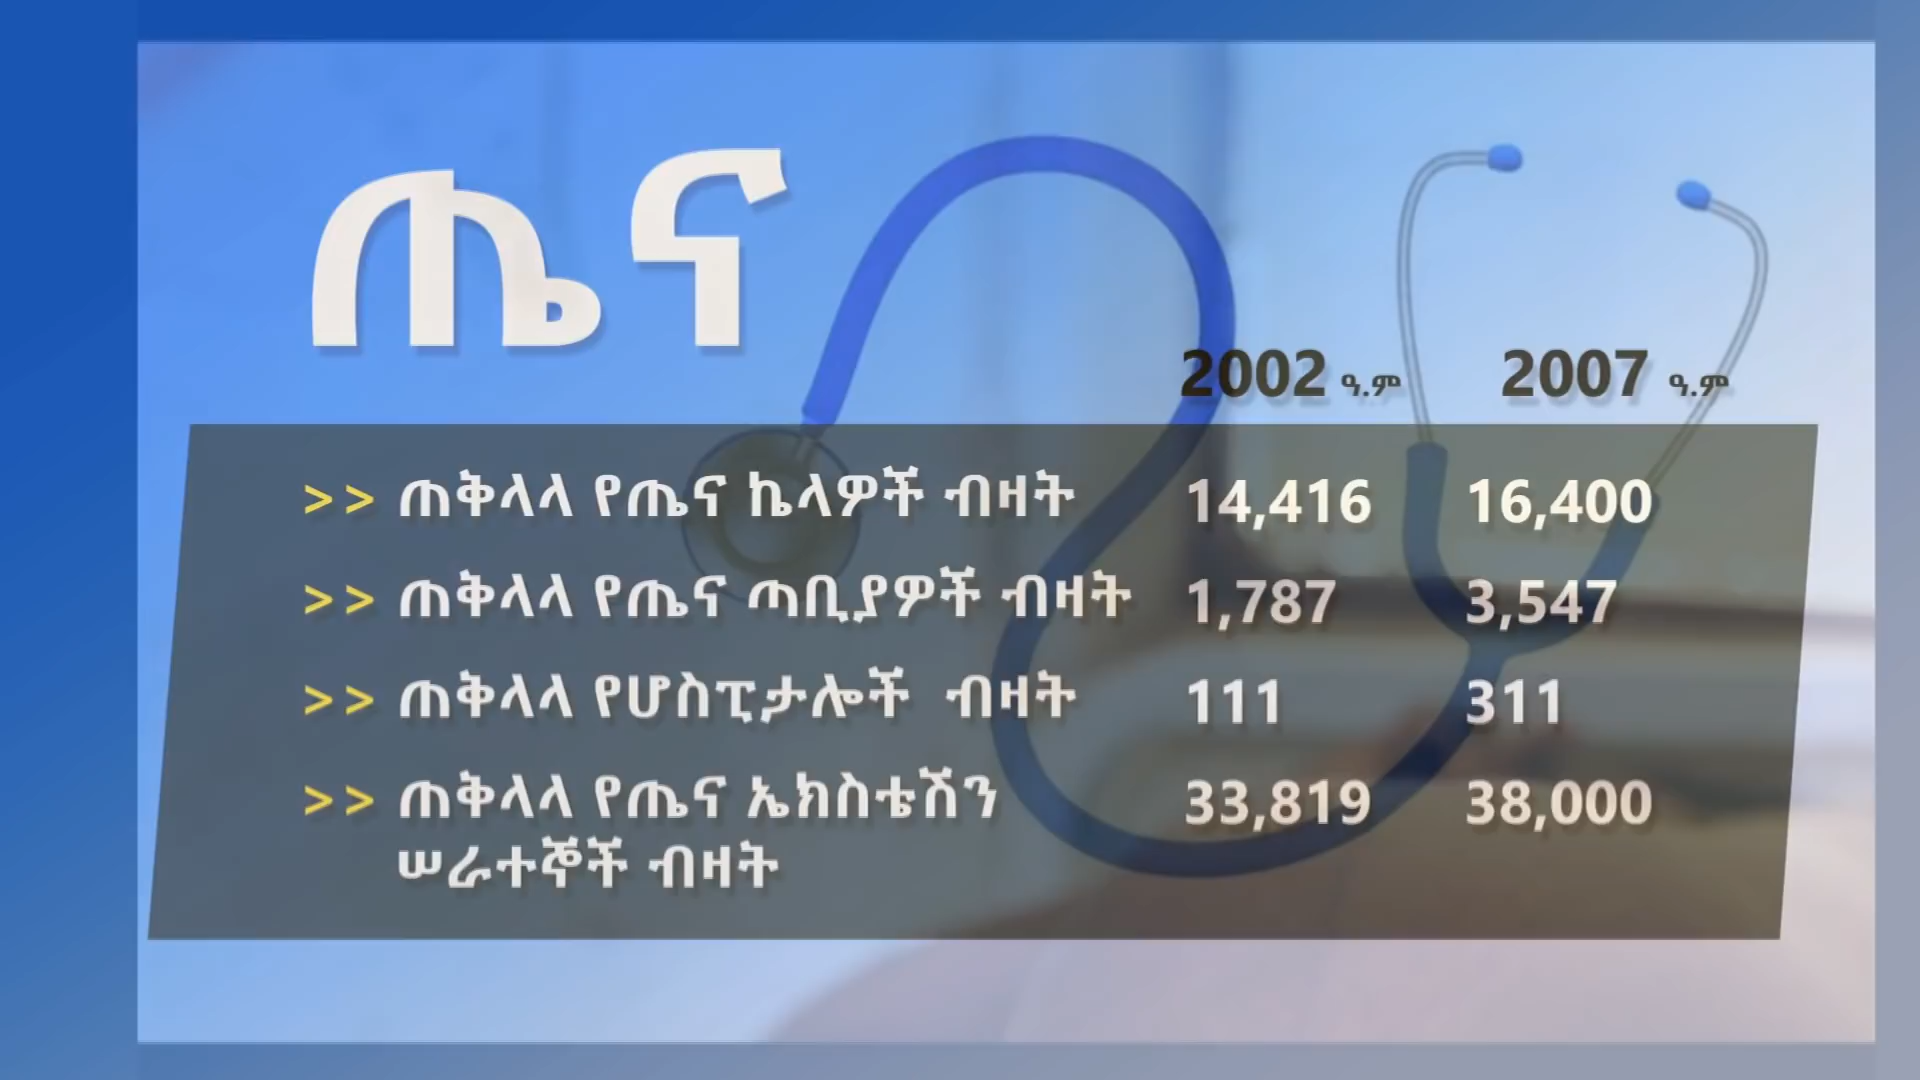 ጤና
2002 ዓ.ም 2007 ዓ.ም
>> ጠቅላላ የጤና ኬላዎች ብዛት 14,416 16,400
>> ጠቅላላ የጤና ጣቢያዎች ብዛት 1,787 3,547
>> ጠቅላላ የሆስፒታሎች ብዛት 111 311
>> ጠቅላላ የጤና ኤክስቴሽን 33,819 38,000
ሠራተኞች ብዛት